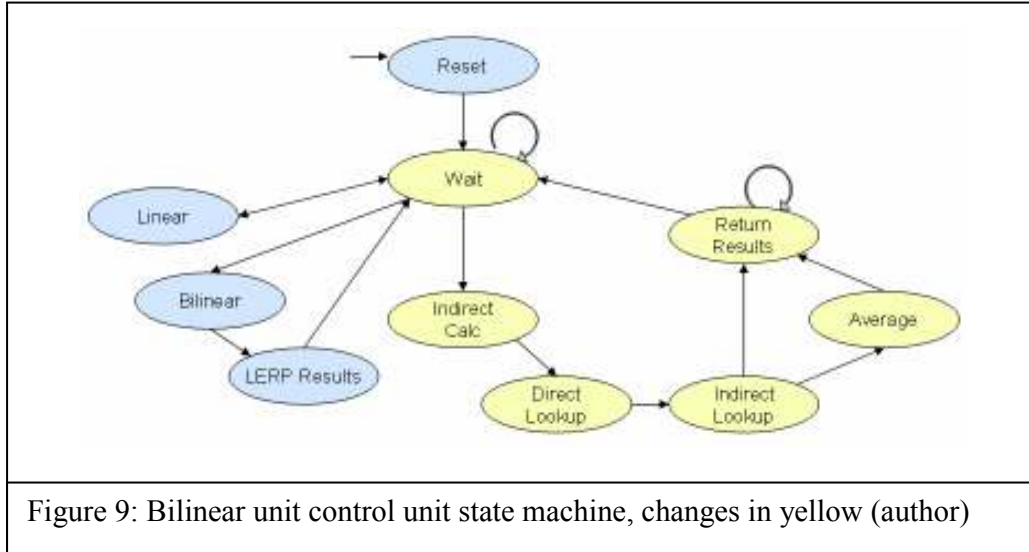 Reset
Wait
Linear
Return
Results
Bilinear
Indirect
Calc
Average
LERP Results
Direct
Lookup
Indirect
Lookup
Figure 9: Bilinear unit control unit state machine, changes in yellow (author)